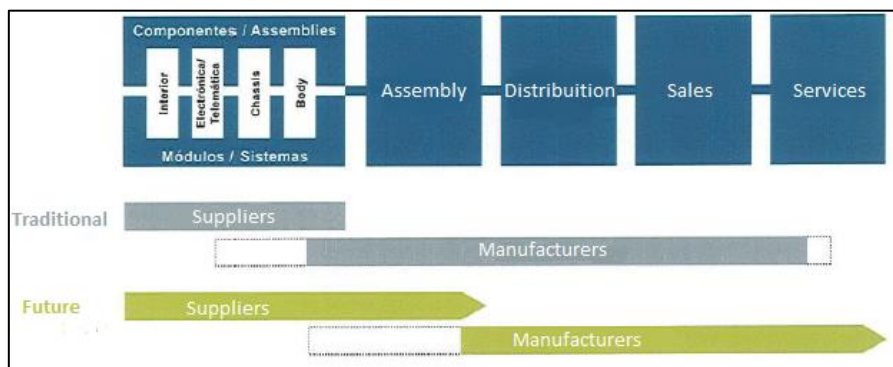 Componentes / Assemblies
Interior
Electrónica/
Telemática
Chassis
Body
Módulos / Sistemas
Assembly
Distribuition
Sales
Services
Traditional
Suppliers
Manufacturers
Future
Suppliers
Manufacturers